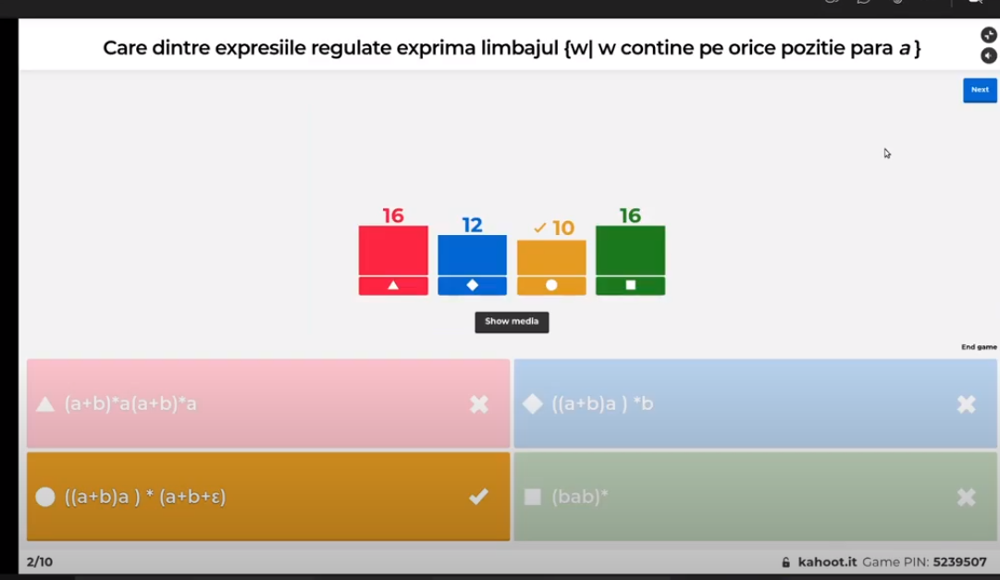 Care dintre expresiile regulate exprima limbajul {w| w contine pe orice pozitie para a }
Next
16
12
10
16
Show media
End game
(a+b)*a(a+b)*a
((a+b)a ) *b
((a+b)a ) * (a+b+ε)
(bab)*
2/10
kahoot.it Game PIN: 5239507